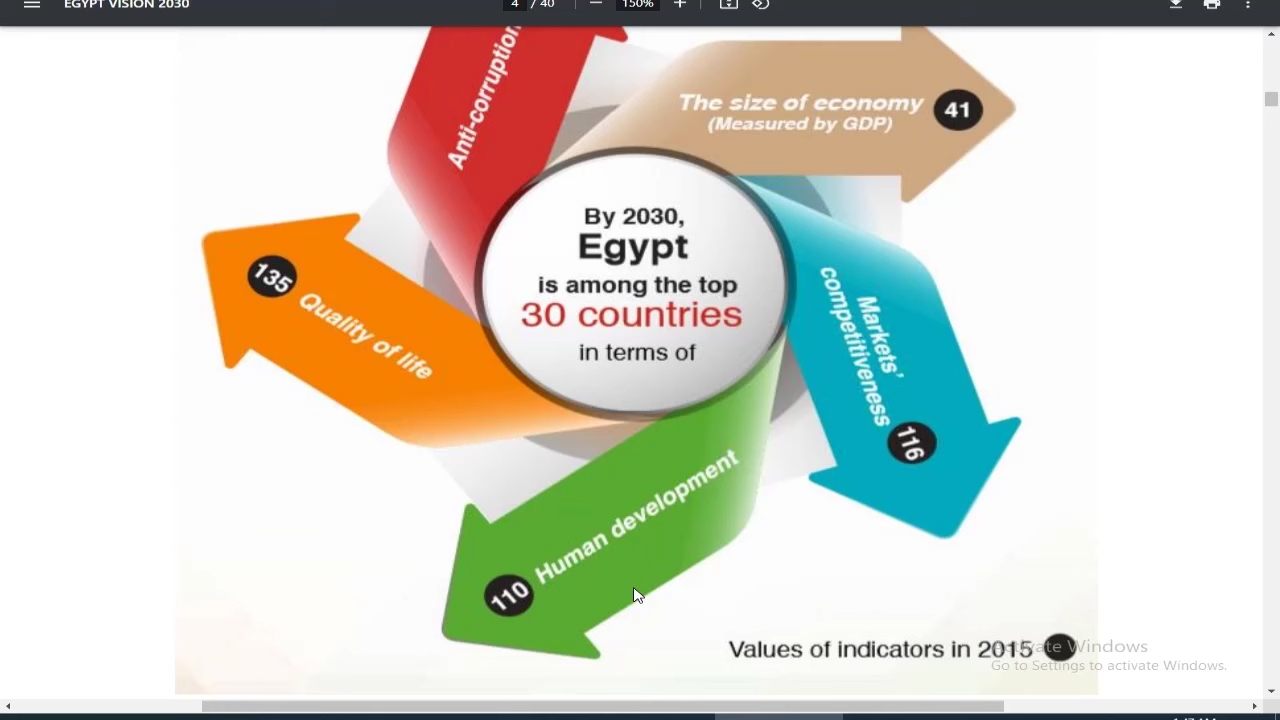 EGYPT VISION 2030
4 / 40
150%
Anti-corruption
The size of economy
(Measured by GDP)
41
By 2030,
Egypt
is among the top
30 countries
in terms of
Markets'
competitiveness
116
135
Quality of life
Human development
110
Values of indicators in 2015
Activate Windows
Go to Settings to activate Windows.